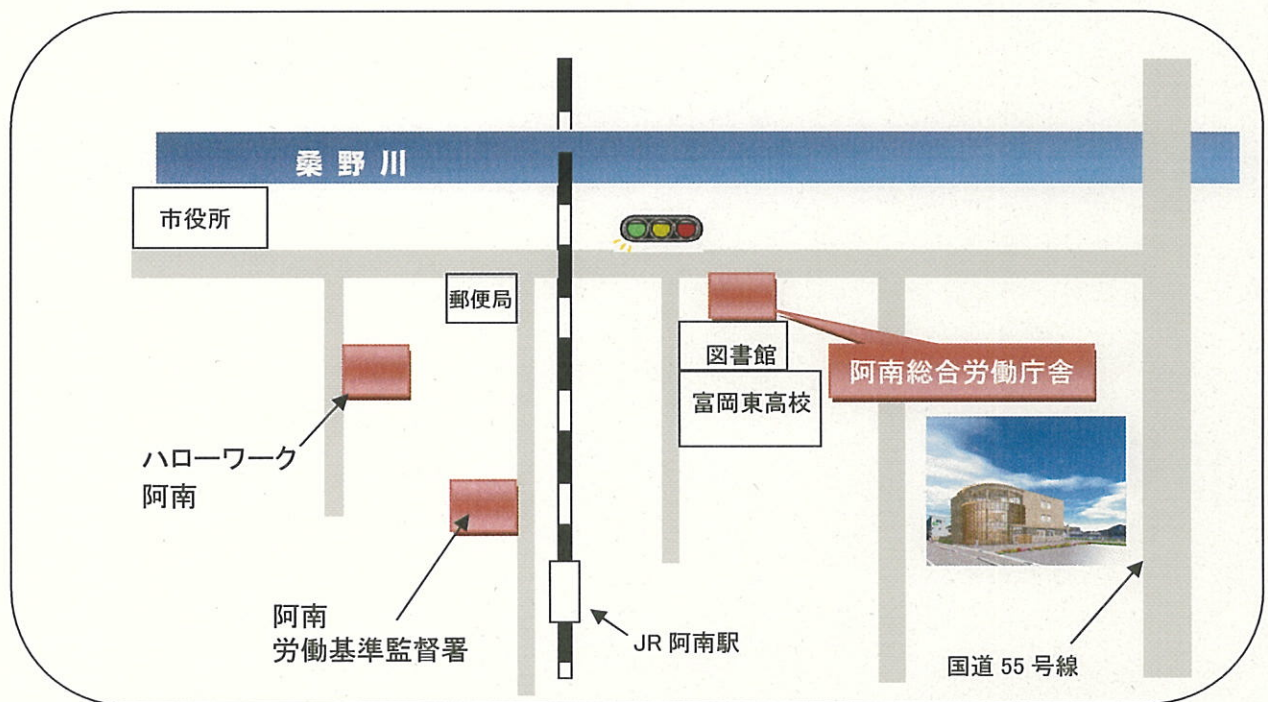 桑野川
市役所
郵便局
図書館
阿南総合労働庁舎
富岡東高校
ハローワーク
阿南
阿南
労働基準監督署
JR 阿南駅
国道 55 号線